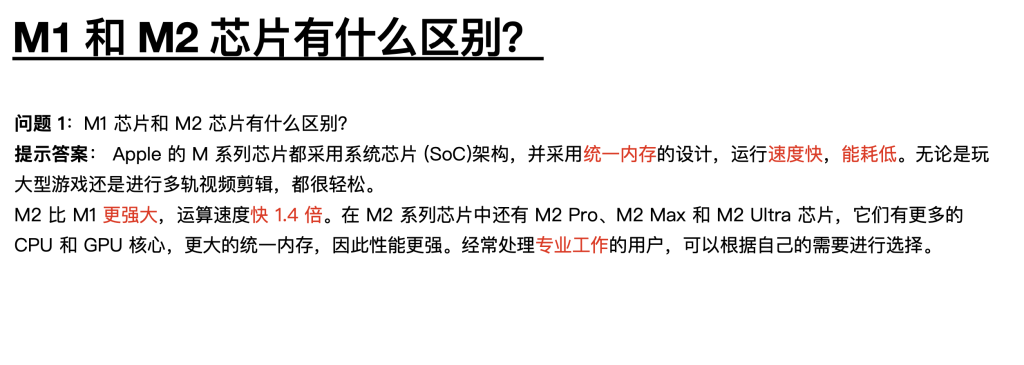 M1 和 M2 芯片有什么区别？
问题 1：M1 芯片和 M2 芯片有什么区别？
提示答案： Apple 的 M 系列芯片都采用系统芯片 (SoC)架构，并采用统一内存的设计，运行速度快，能耗低。无论是玩
大型游戏还是进行多轨视频剪辑，都很轻松。
M2 比 M1 更强大，运算速度快 1.4 倍。在 M2 系列芯片中还有 M2 Pro、M2 Max 和 M2 Ultra 芯片，它们有更多的
CPU 和 GPU 核心，更大的统一内存，因此性能更强。经常处理专业工作的用户，可以根据自己的需要进行选择。